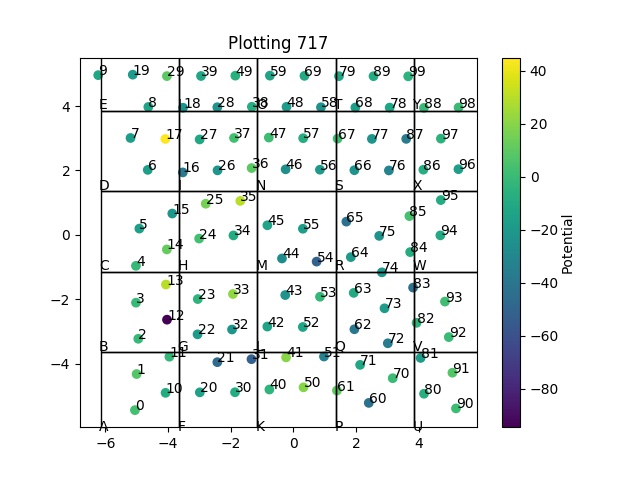 Plotting 717
9 19 29 39 49 59 69 79 89 99
E 8 18 28 38 O 48 58 T 68 78 Y 88 98
7 17 27 37 47 57 67 77 87 97
6 16 26 36 46 56 66 76 86 96
D N S X
5 15 25 35 45 55 65 75 85 95
4 14 24 34 44 54 64 74 84 94
C H M R W
3 13 23 33 43 53 63 73 83 93
2 12 22 32 42 52 62 72 82 92
B G L Q V
1 11 21 31 41 51 61 71 81 91
0 10 20 30 40 50 60 70 80 90
A F K P U
−6 −4 −2 0 2 4
4
2
0
−2
−4
40
20
0
−20
−40
−60
−80
Potential